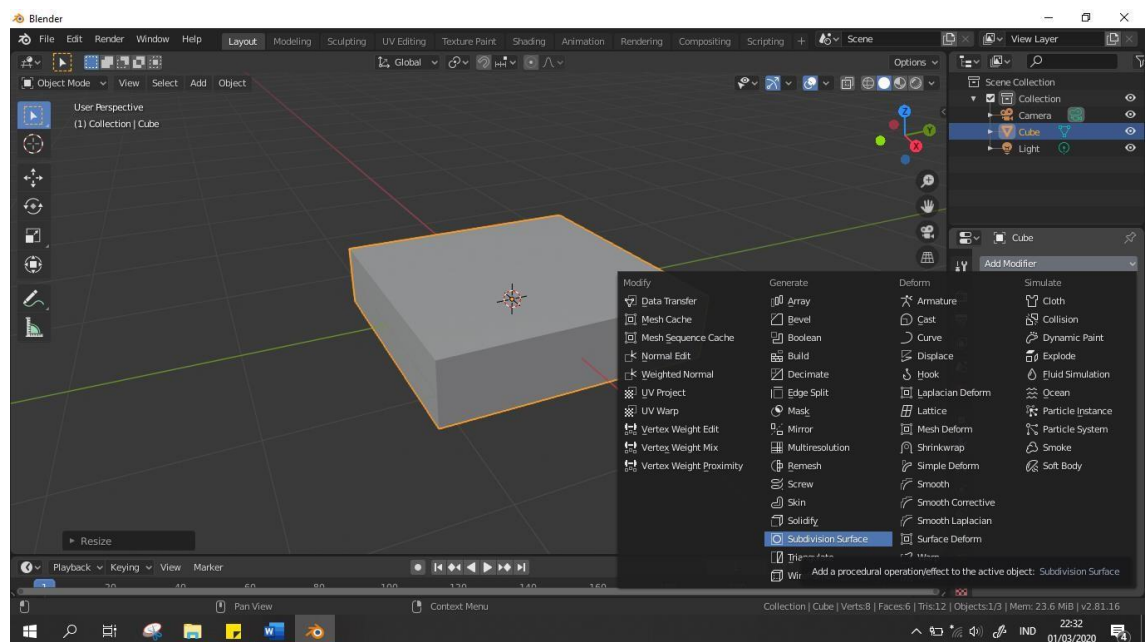 Blender
File Edit Render Window Help Layout Modeling Sculpting UV Editing Texture Paint Shading Animation Rendering Compositing Scripting + Scene View Layer
Global Options
Object Mode View Select Add Object
User Perspective
(1) Collection | Cube
Scene Collection
Collection
Camera
Cube
Light
Cube
Add Modifier
Modify Generate Deform Simulate
Data Transfer Array Armature Cloth
Mesh Cache Bevel Cast Collision
Mesh Sequence Cache Boolean Curve Dynamic Paint
Normal Edit Build Displace Explode
Weighted Normal Decimate Hook Fluid Simulation
UV Project Edge Split Laplacian Deform Ocean
UV Warp Mask Lattice Particle Instance
Vertex Weight Edit Mirror Mesh Deform Particle System
Vertex Weight Mix Multiresolution Shrinkwrap Smoke
Vertex Weight Proximity Remesh Simple Deform Soft Body
Screw Smooth
Skin Smooth Corrective
Solidify Smooth Laplacian
Subdivision Surface Surface Deform
Add a procedural operation/effect to the active object: Subdivision Surface
Resize
Playback Keying View Marker
Pan View Context Menu Collection | Cube | Verts:8 | Faces:6 | Tris:12 | Objects:1/3 | Mem: 23.6 MiB | v2.81.16
IND 22:32
01/03/2020